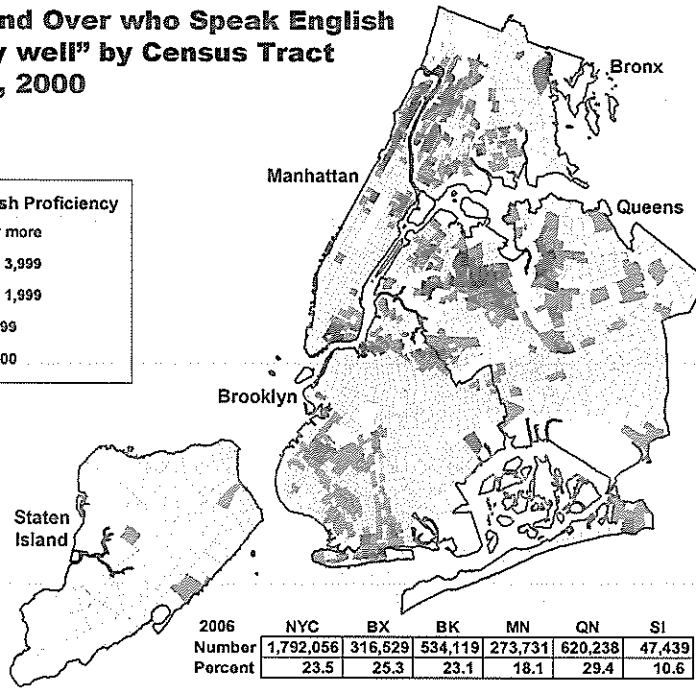 nd Over who Speak English
y well” by Census Tract
, 2000
sh Proficiency
r more
3,999
1,999
99
00
Bronx
Manhattan
Queens
Brooklyn
Staten
Island
2006 NYC BX BK MN QN SI
Number 1,792,056 316,529 534,119 273,731 620,238 47,439
Percent 23.5 25.3 23.1 18.1 29.4 10.6